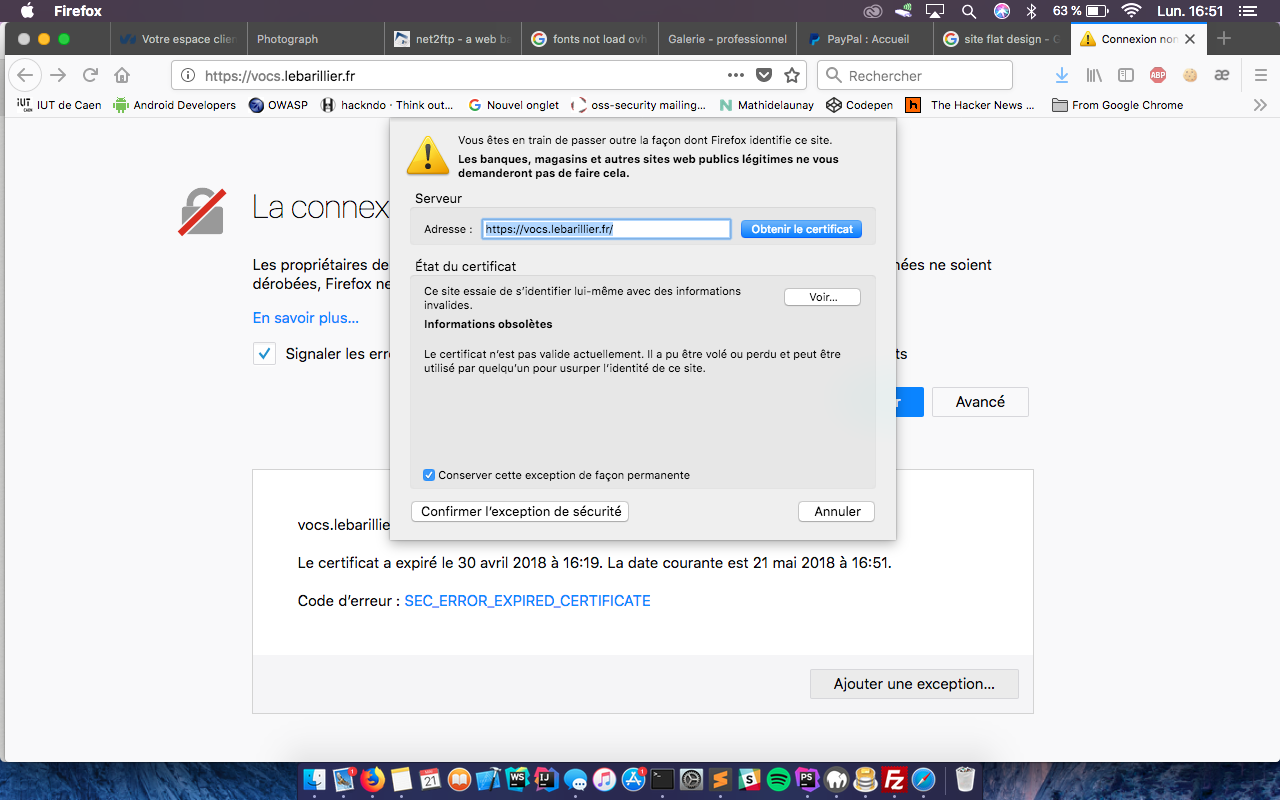 Firefox
63 %
Lun. 16:51
Votre espace clier
Photograph
net2ftp - a web b
fonts not load ovh
Galerie - professionnel
PayPal : Accueil
site flat design - G
Connexion non
https://vocs.lebarillier.fr
Rechercher
ABP
æ
IUT de Caen
Android Developers
OWASP
hackndo · Think out...
Nouvel onglet
oss-security mailing...
Mathidelaunay
Codepen
The Hacker News ...
From Google Chrome
Vous êtes en train de passer outre la façon dont Firefox identifie ce site.
Les banques, magasins et autres sites web publics légitimes ne vous
demanderont pas de faire cela.
Serveur
La connex
Adresse :
https://vocs.lebarillier.fr/
Obtenir le certificat
État du certificat
Les propriétaires de
nées ne soient
dérobées, Firefox ne
Ce site essaie de s'identifier lui-même avec des informations
invalides.
Voir...
En savoir plus...
Informations obsolètes
Signaler les erre
ts
Le certificat n'est pas valide actuellement. Il a pu être volé ou perdu et peut être
utilisé par quelqu'un pour usurper l'identité de ce site.
r
Avancé
Conserver cette exception de façon permanente
Confirmer l'exception de sécurité
Annuler
vocs.lebarillie
Le certificat a expiré le 30 avril 2018 à 16:19. La date courante est 21 mai 2018 à 16:51.
Code d'erreur : SEC_ERROR_EXPIRED_CERTIFICATE
Ajouter une exception...
21
WS
IJ
PS